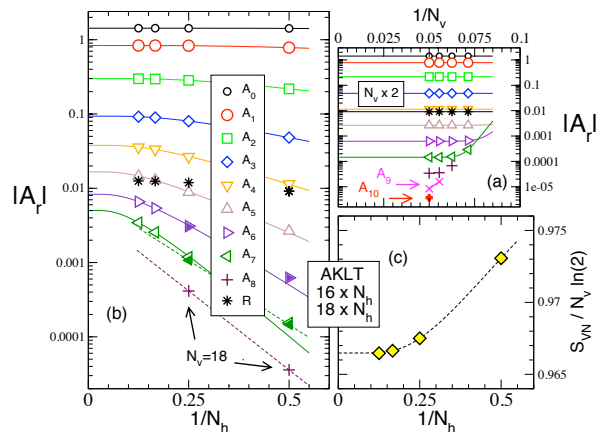 |A_r|
1
0.1
0.01
0.001
0.0001
0
0.25
0.5
1/N_h
(b)
N_v=18
A_0
A_1
A_2
A_3
A_4
A_5
A_6
A_7
A_8
R
1/N_v
0
0.025
0.05
0.075
0.1
N_v x 2
A_9
A_10
(a)
1
0.1
0.01
0.001
0.0001
1e-05
|A_r|
AKLT
16 x N_h
18 x N_h
(c)
0.975
0.97
0.965
S_VN / N_v ln(2)
0
0.25
0.5
1/N_h